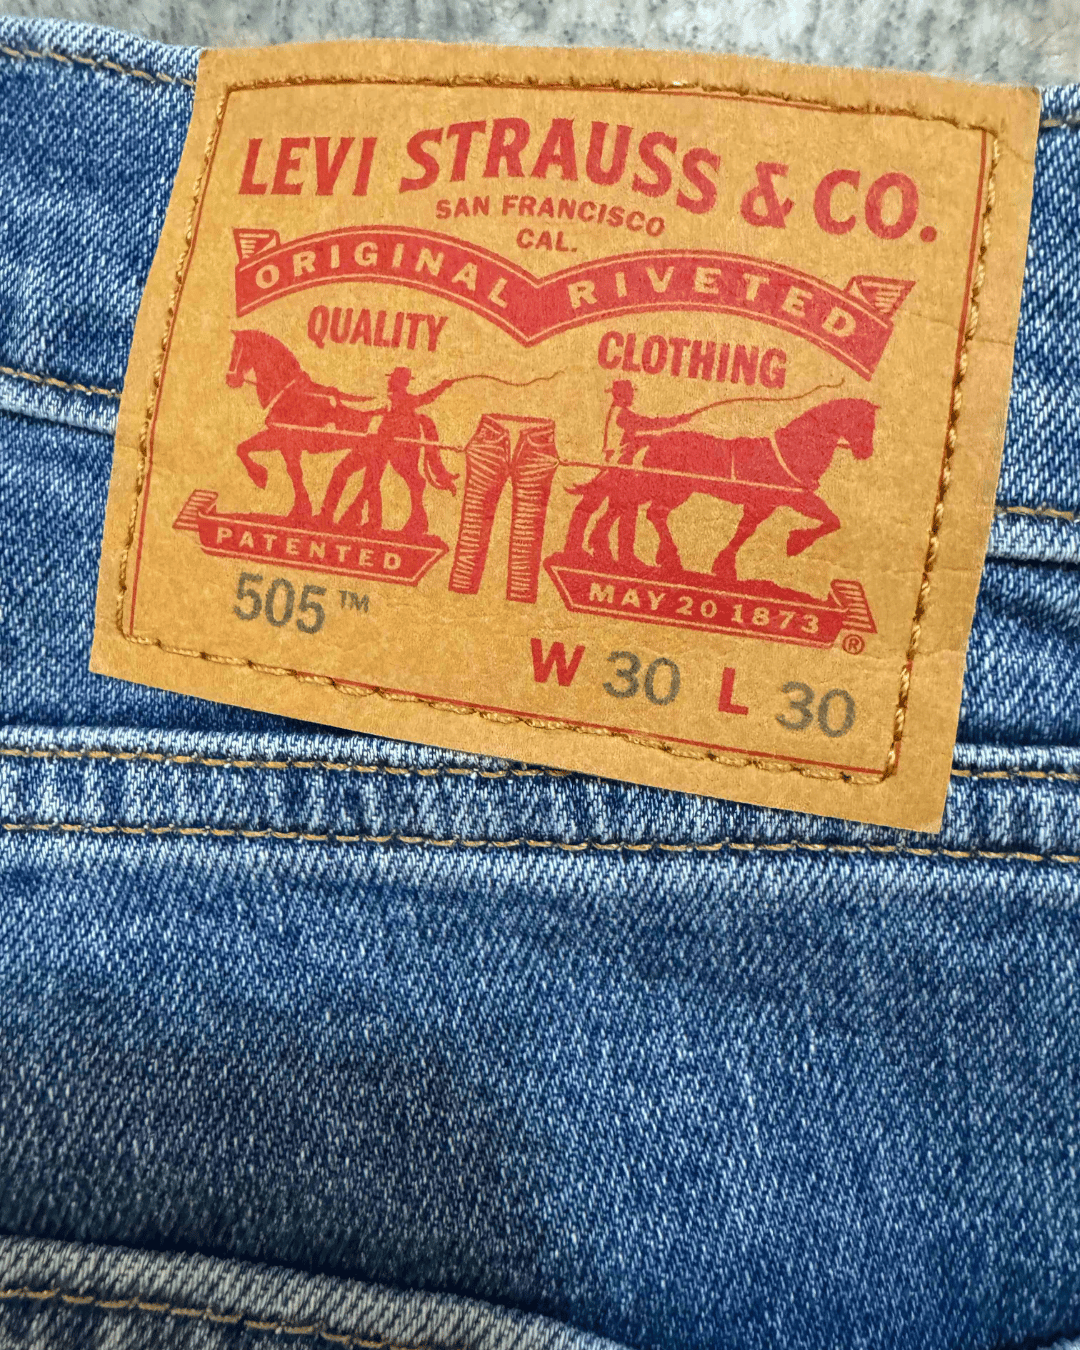 LEVI STRAUSS & CO.
SAN FRANCISCO
CAL.
ORIGINAL RIVETED
QUALITY CLOTHING
PATENTED
MAY 20 1873 ®
505™
W 30 L 30